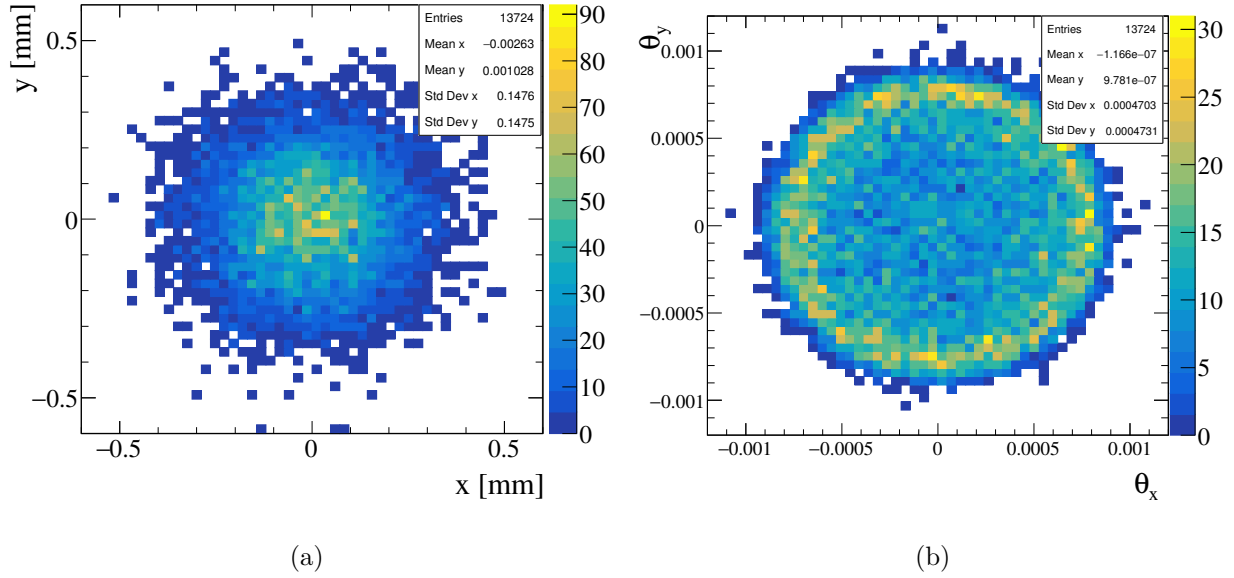 y [mm]
Entries 13724
Mean x −0.00263
Mean y 0.001028
Std Dev x 0.1476
Std Dev y 0.1475
0.5
0
−0.5
−0.5 0 0.5
x [mm]
90
80
70
60
50
40
30
20
10
0
(a)
θy
Entries 13724
Mean x −1.166e−07
Mean y 9.781e−07
Std Dev x 0.0004703
Std Dev y 0.0004731
0.001
0.0005
0
−0.0005
−0.001
−0.001 −0.0005 0 0.0005 0.001
θx
30
25
20
15
10
5
0
(b)